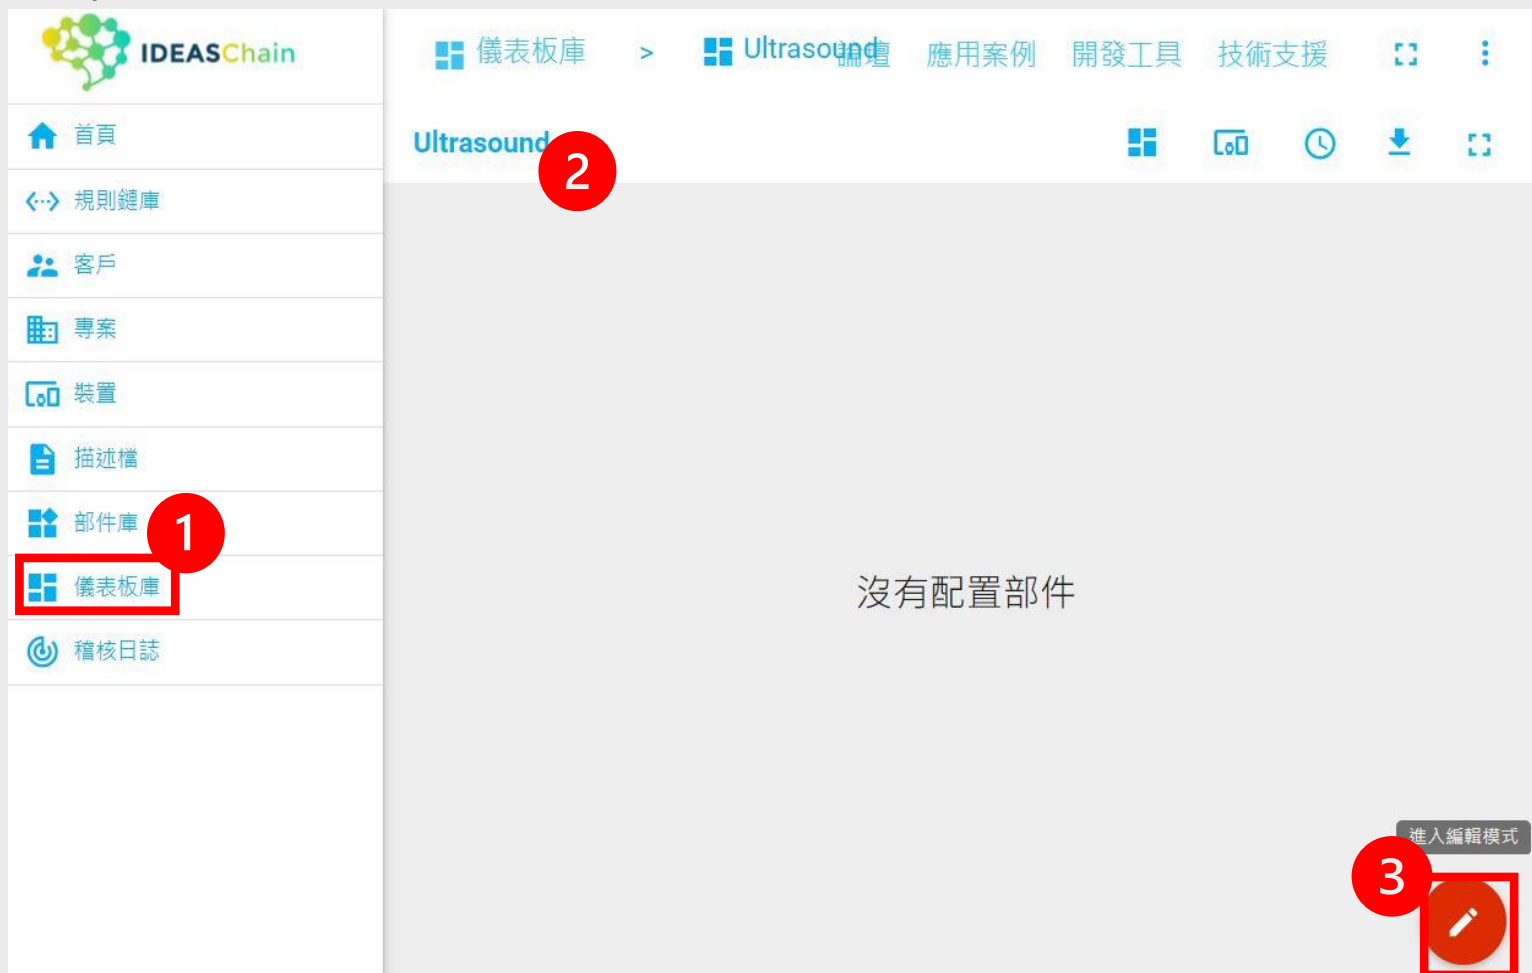 IDEASChain
儀表板庫 > Ultrasound 論壇 應用案例 開發工具 技術支援
首頁
Ultrasound
2
規則鏈庫
客戶
專案
裝置
描述檔
部件庫
1
儀表板庫
沒有配置部件
稽核日誌
進入編輯模式
3